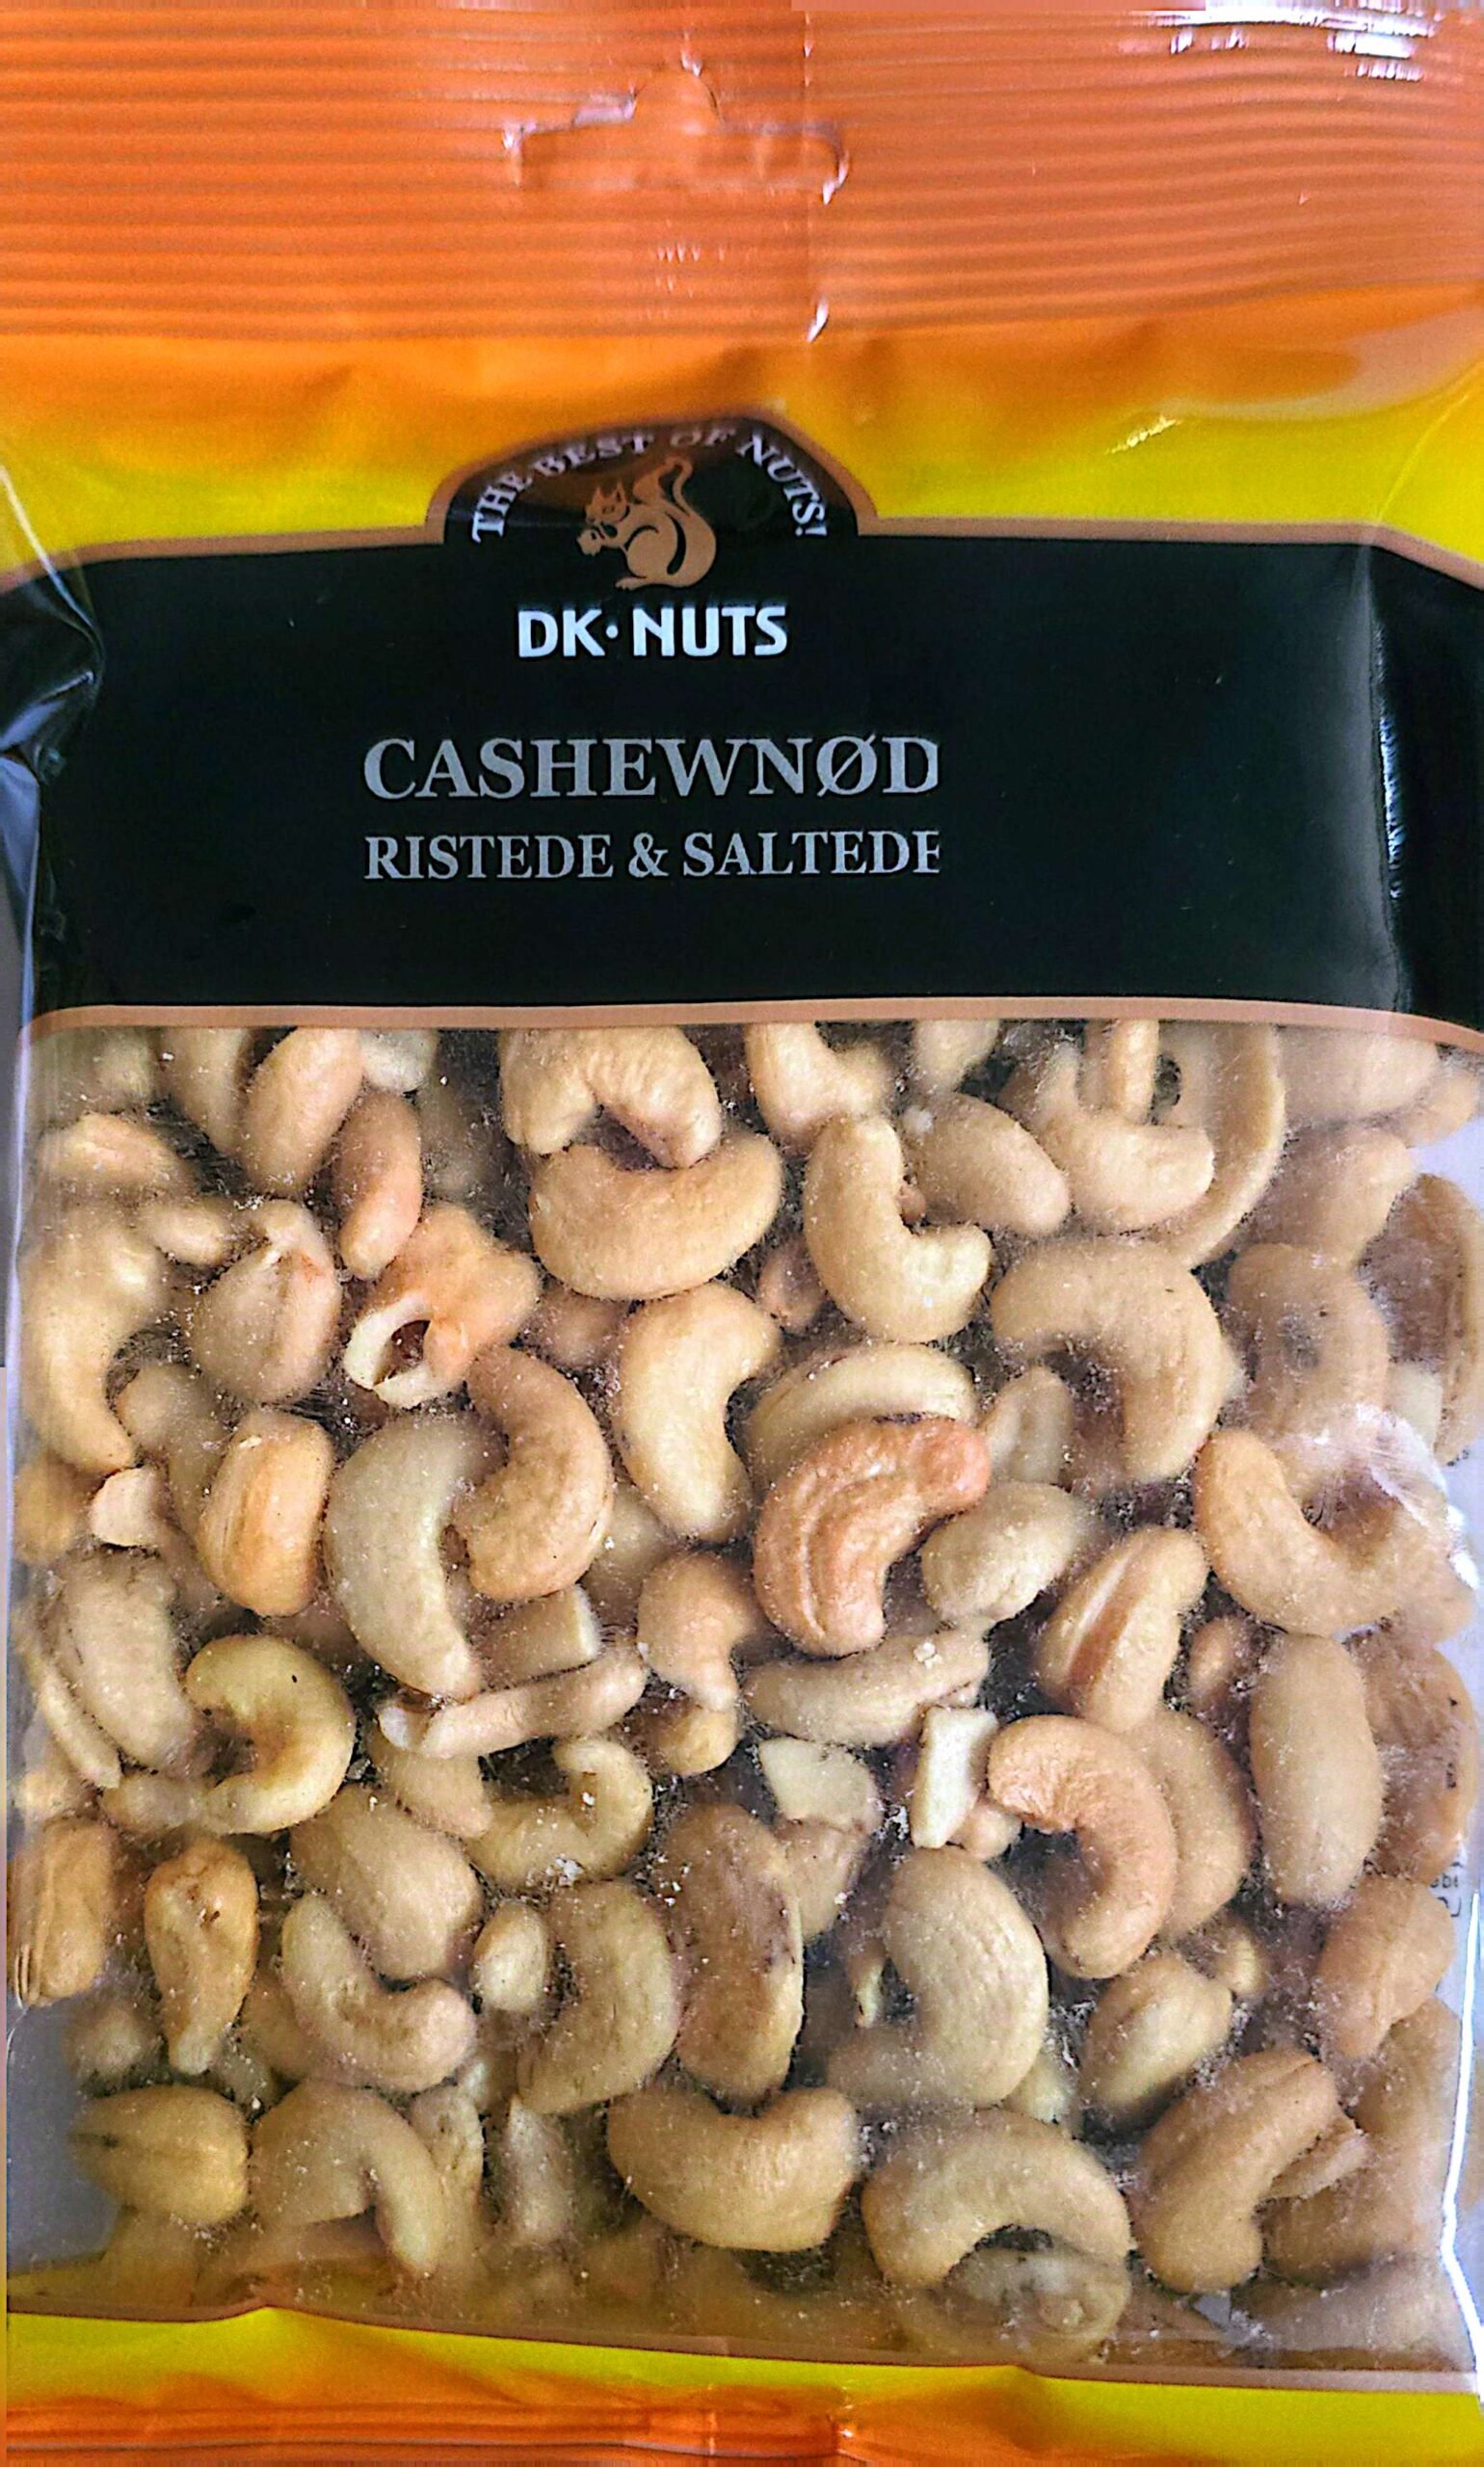 THE BEST OF NUTS!
DK·NUTS
CASHEWNØD
RISTEDE & SALTEDE